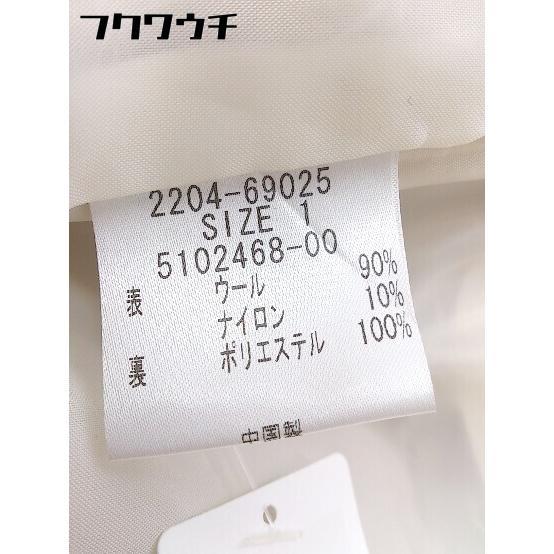 フクワウチ
2204-69025
SIZE 1
5102468-00
表 ウール 90%
ナイロン 10%
裏 ポリエステル 100%
中国製